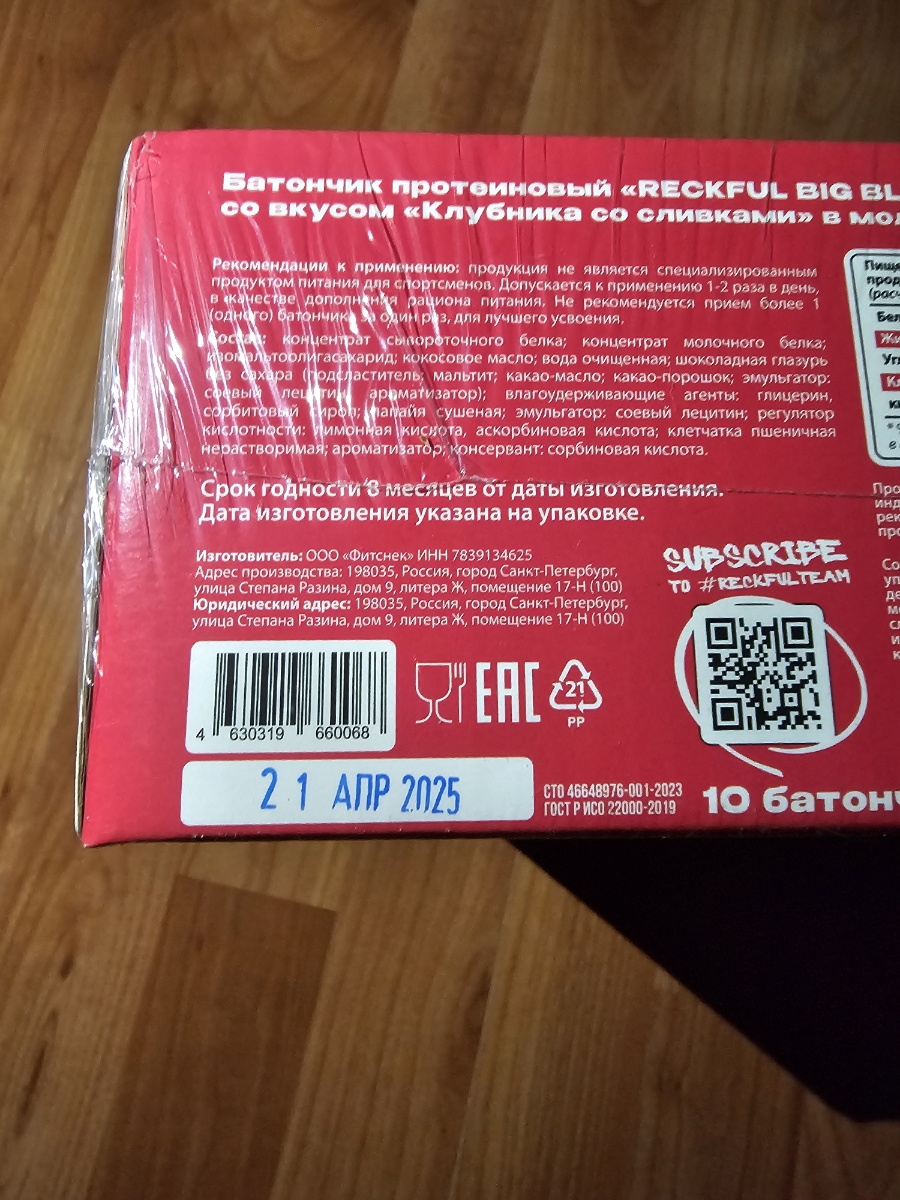 Батончик протеиновый «RECKFUL BIG BL
со вкусом «Клубника со сливками» в мол
Рекомендации к применению: продукция не является специализированным
продуктом питания для спортсменов. Допускается к применению 1-2 раза в день,
в качестве дополнения рациона питания. Не рекомендуется прием более 1
(одного) батончика за один раз, для лучшего усвоения.
Состав: концентрат сывороточного белка; концентрат молочного белка;
изомальтоолигасахарид; кокосовое масло; вода очищенная; шоколадная глазурь
без сахара (подсластитель: мальтит; какао-масло; какао-порошок; эмульгатор:
соевый лецитин; ароматизатор); влагоудерживающие агенты: глицерин,
сорбитовый сироп; папайя сушеная; эмульгатор: соевый лецитин; регулятор
кислотности: лимонная кислота, аскорбиновая кислота; клетчатка пшеничная
нерастворимая; ароматизатор; консервант: сорбиновая кислота.
Срок годности 8 месяцев от даты изготовления.
Дата изготовления указана на упаковке.
Изготовитель: ООО «Фитснек» ИНН 7839134625
Адрес производства: 198035, Россия, город Санкт-Петербург,
улица Степана Разина, дом 9, литера Ж, помещение 17-Н (100)
Юридический адрес: 198035, Россия, город Санкт-Петербург,
улица Степана Разина, дом 9, литера Ж, помещение 17-Н (100)
SUBSCRIBE
TO #RECKFULTEAM
4 630319 660068
EAC
21
PP
21 АПР 2025
СТО 46648976-001-2023
ГОСТ Р ИСО 22000-2019
10 батонч
Пище
прод
(расч
Бел
Жи
Уг